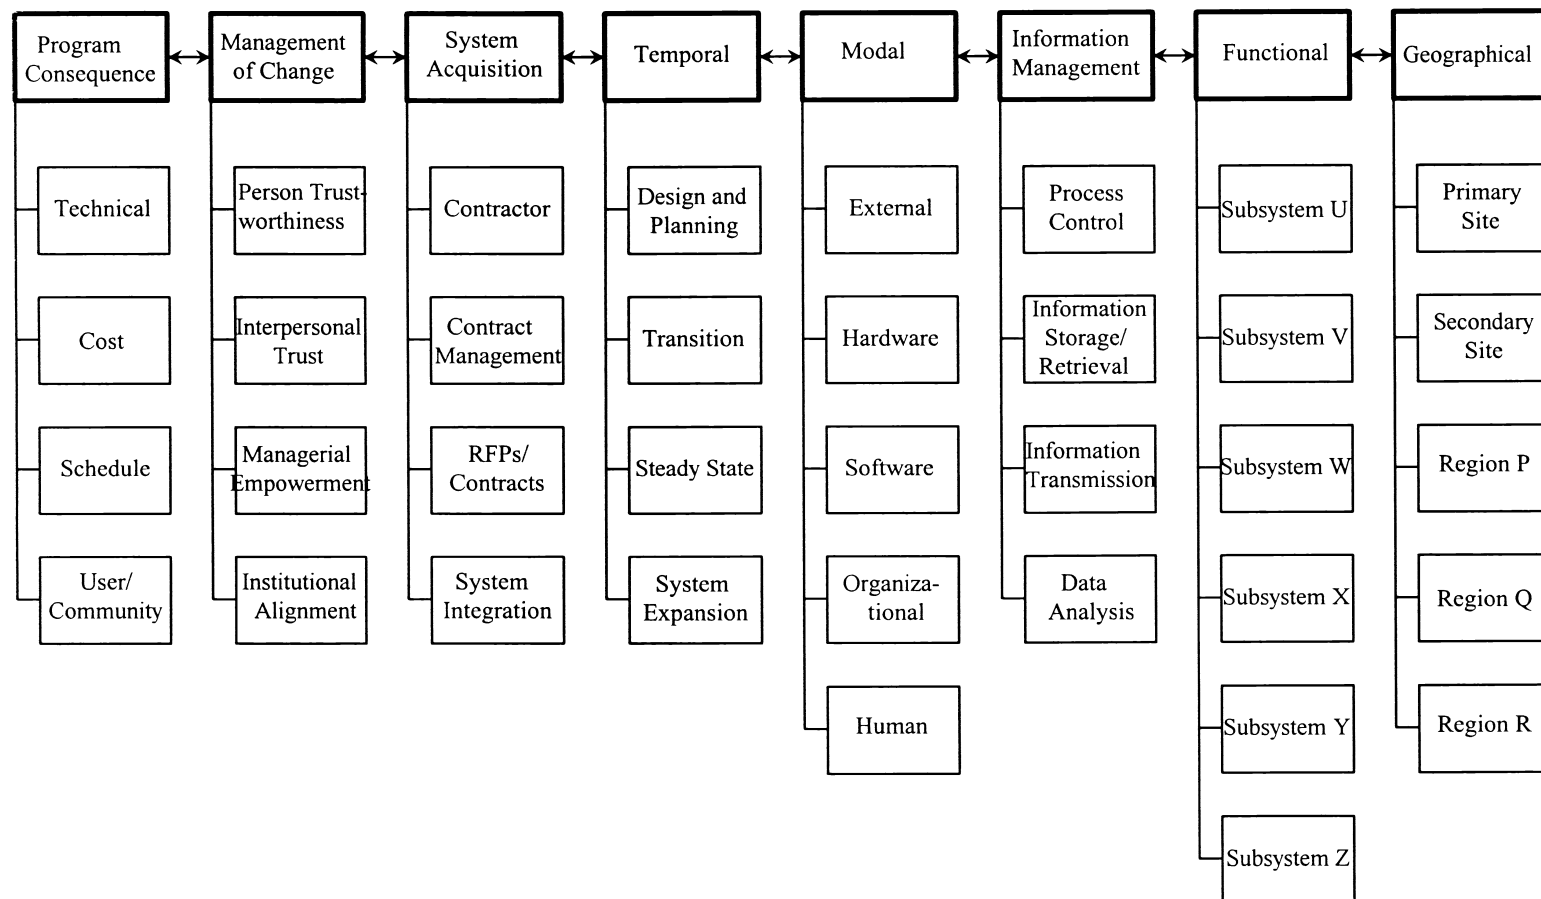 Program
Consequence
Management
of Change
System
Acquisition
Temporal
Modal
Information
Management
Functional
Geographical
Technical
Cost
Schedule
User/
Community
Person Trust-
worthiness
Interpersonal
Trust
Managerial
Empowerment
Institutional
Alignment
Contractor
Contract
Management
RFPs/
Contracts
System
Integration
Design and
Planning
Transition
Steady State
System
Expansion
External
Hardware
Software
Organiza-
tional
Human
Process
Control
Information
Storage/
Retrieval
Information
Transmission
Data
Analysis
Subsystem U
Subsystem V
Subsystem W
Subsystem X
Subsystem Y
Subsystem Z
Primary
Site
Secondary
Site
Region P
Region Q
Region R